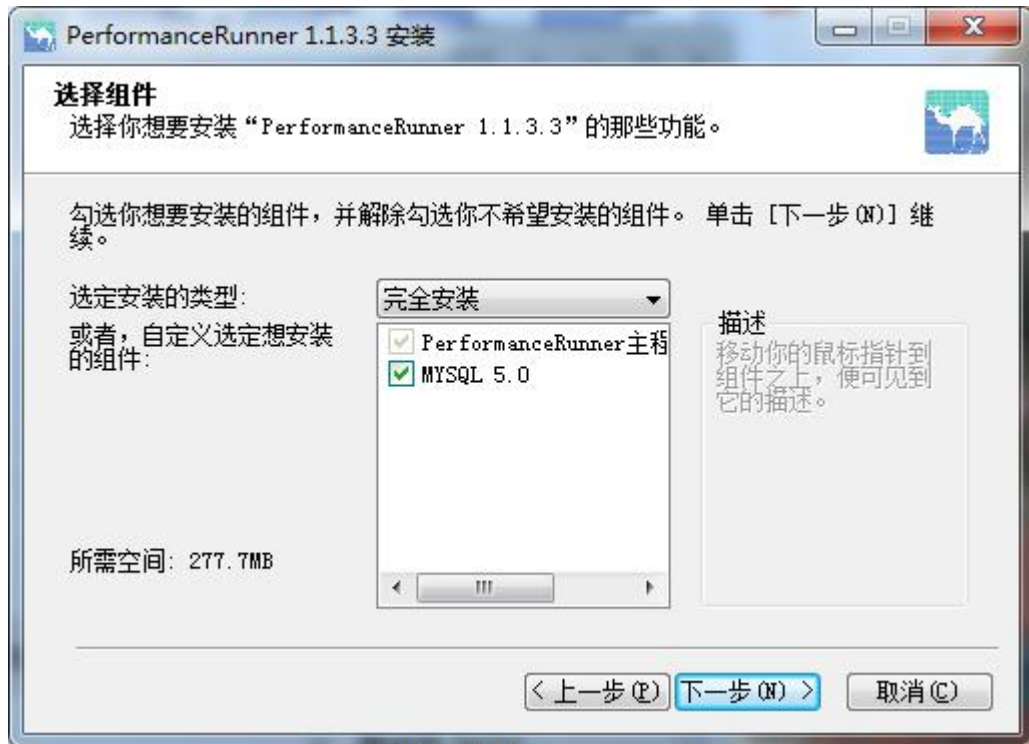 PerformanceRunner 1.1.3.3 安装
选择组件
选择你想要安装“PerformanceRunner 1.1.3.3”的那些功能。
勾选你想要安装的组件，并解除勾选你不希望安装的组件。 单击 [下一步(N)] 继
续。
选定安装的类型:
完全安装
或者，自定义选定想安装
的组件:
PerformanceRunner主程
MYSQL 5.0
描述
移动你的鼠标指针到
组件之上，便可见到
它的描述。
所需空间: 277.7MB
< 上一步(P)
下一步(N) >
取消(C)